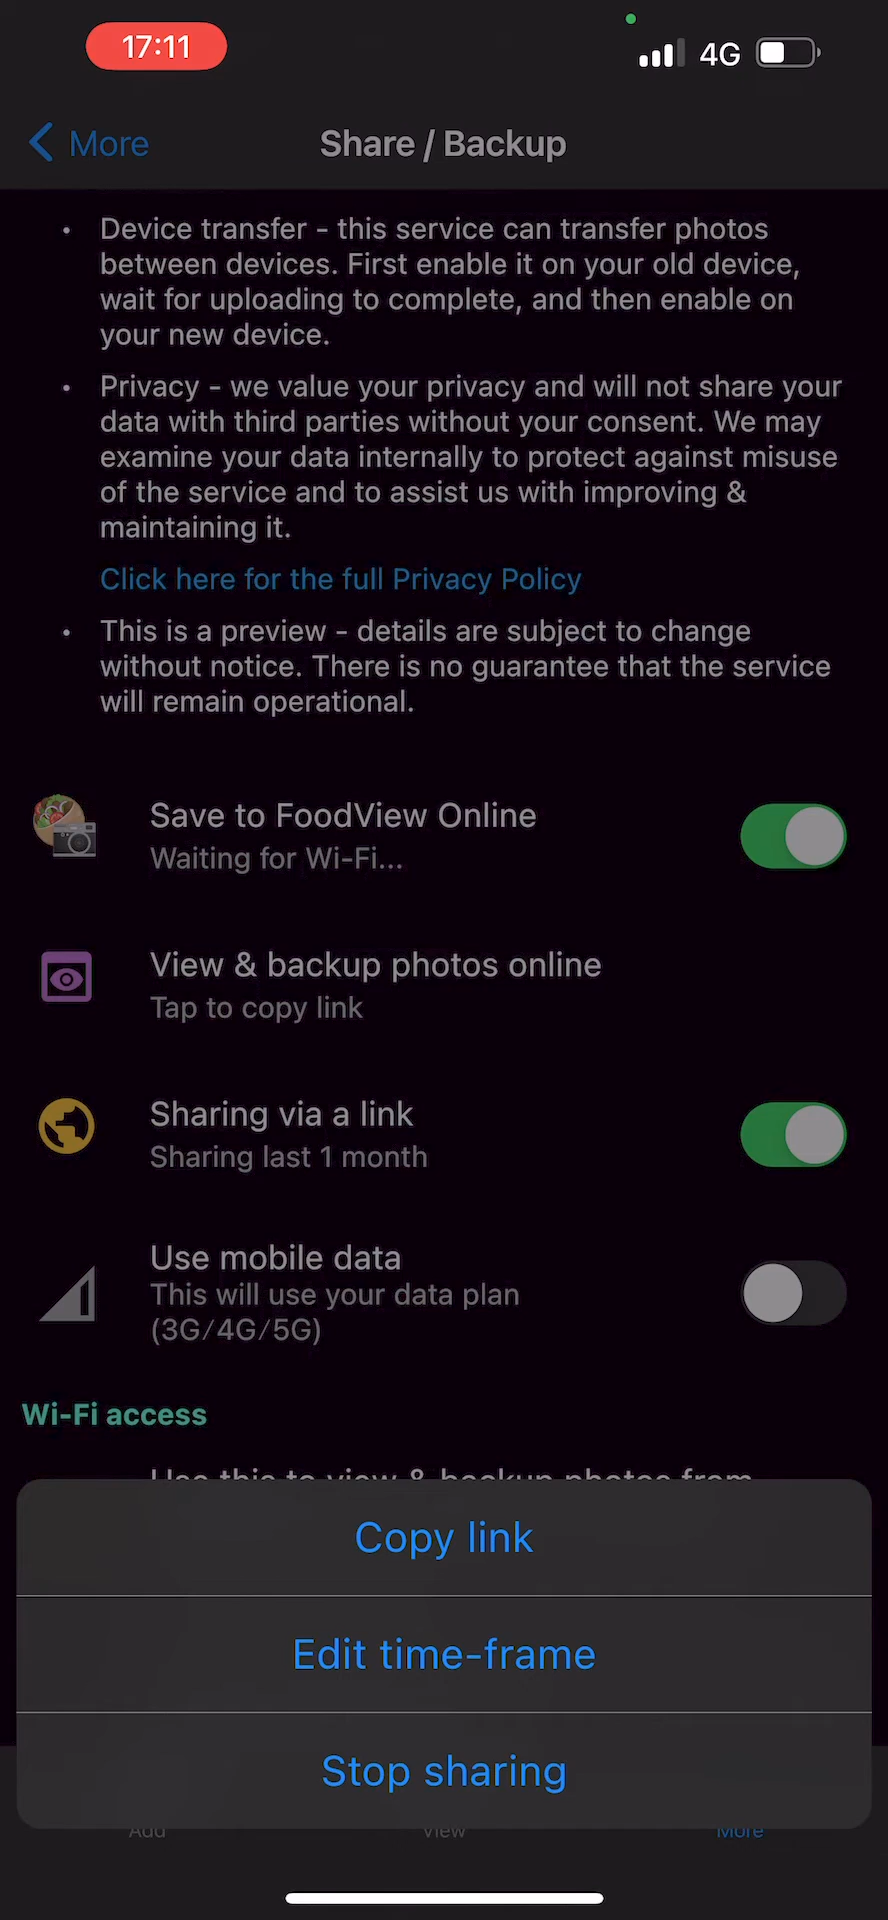 17:11
4G
More
Share / Backup
• Device transfer - this service can transfer photos
between devices. First enable it on your old device,
wait for uploading to complete, and then enable on
your new device.
• Privacy - we value your privacy and will not share your
data with third parties without your consent. We may
examine your data internally to protect against misuse
of the service and to assist us with improving &
maintaining it.
Click here for the full Privacy Policy
• This is a preview - details are subject to change
without notice. There is no guarantee that the service
will remain operational.
Save to FoodView Online
Waiting for Wi-Fi...
View & backup photos online
Tap to copy link
Sharing via a link
Sharing last 1 month
Use mobile data
This will use your data plan
(3G/4G/5G)
Wi-Fi access
Use this to view & backup photos from
Copy link
Edit time-frame
Stop sharing
Add
View
More